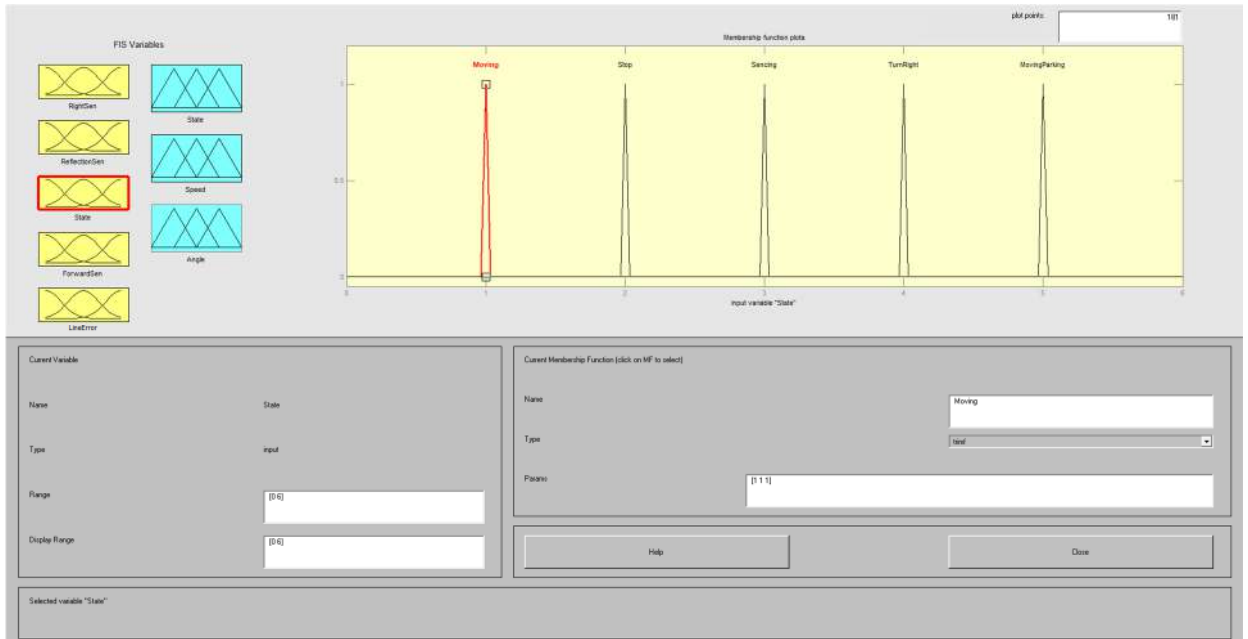 plot points:
181
FIS Variables
Membership function plots
RightSen
ReflectionSen
State
ForwardSen
LineError
State
Speed
Angle
Moving
Stop
Sencing
TurnRight
MovingParking
1
0.5
0
0 1 2 3 4 5 6
input variable "State"
Current Variable
Name State
Type input
Range [0 6]
Display Range [0 6]
Current Membership Function (click on MF to select)
Name Moving
Type trimf
Params [1 1 1]
Help
Close
Selected variable "State"